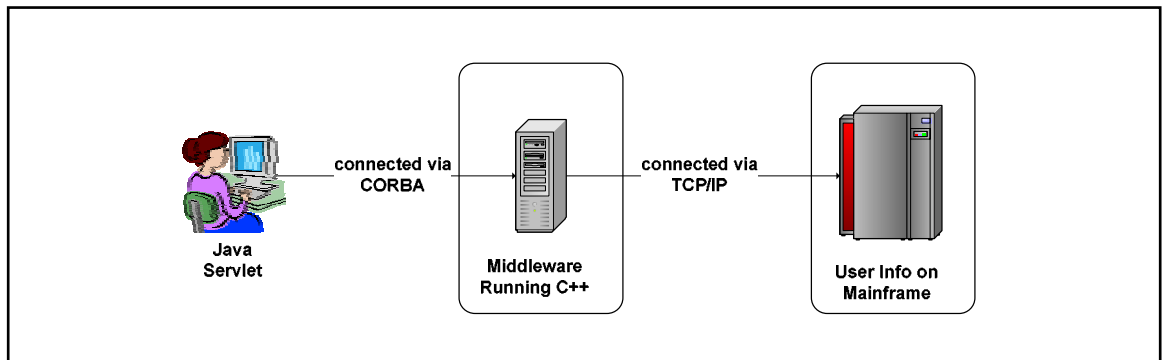 connected via
CORBA
connected via
TCP/IP
Java
Servlet
Middleware
Running C++
User Info on
Mainframe